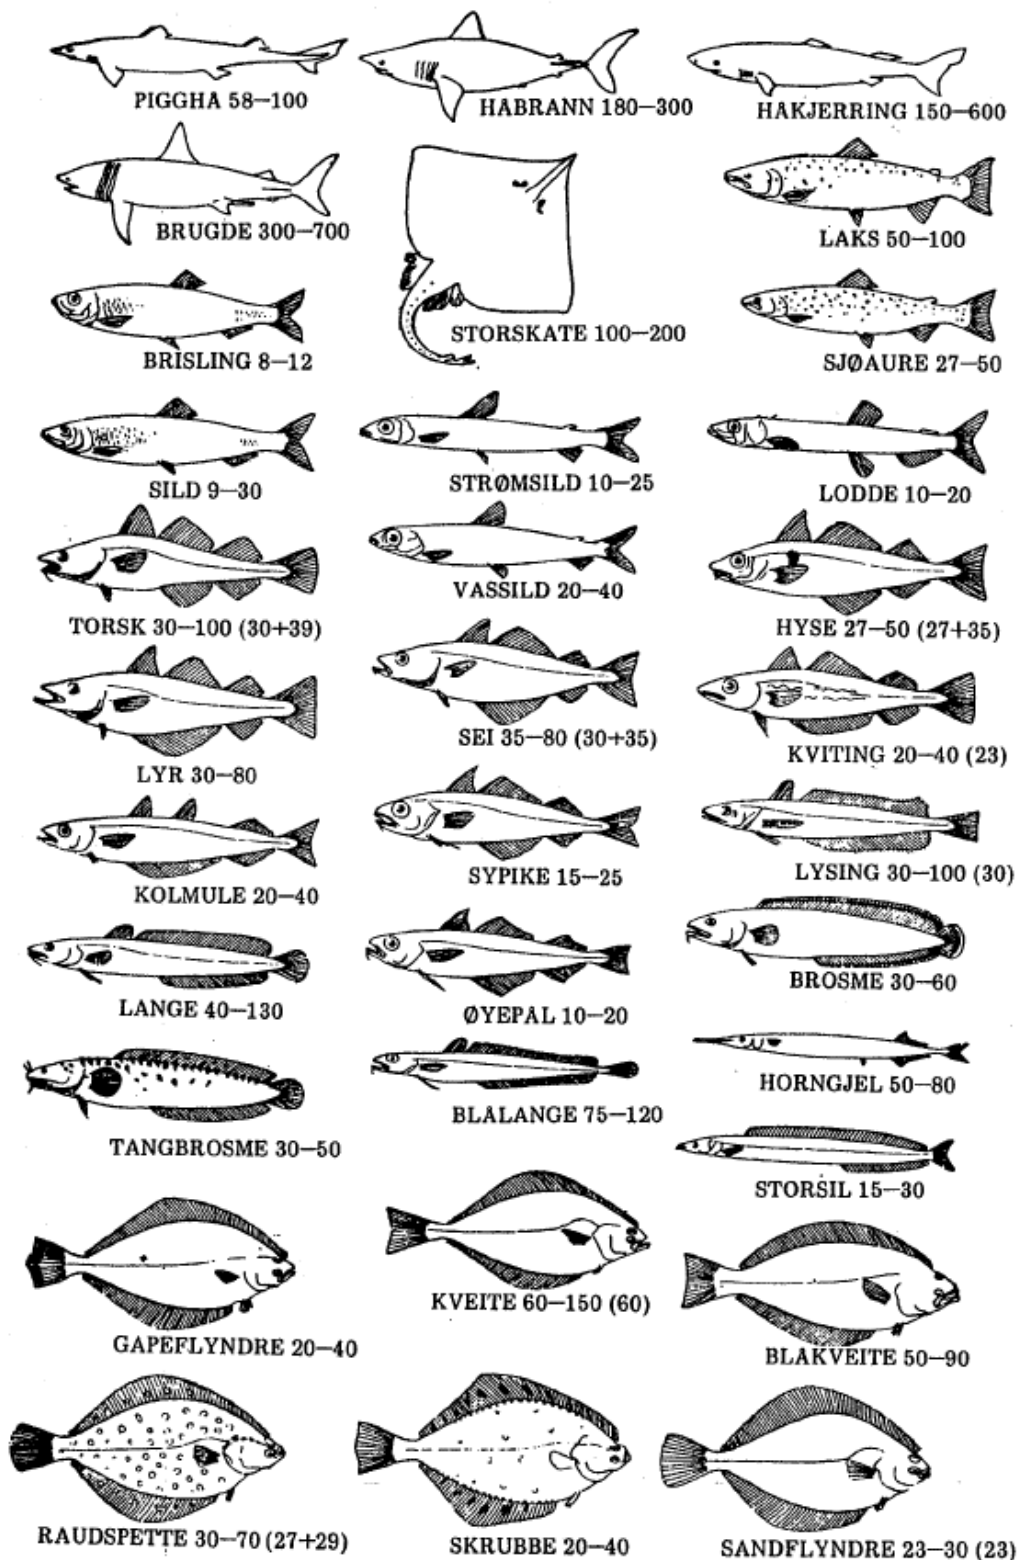 PIGGHA 58—100
HABRANN 180—300
HAKJERRING 150—600
BRUGDE 300—700
LAKS 50—100
STORSKATE 100—200
BRISLING 8—12
SJØAURE 27—50
SILD 9—30
STRØMSILD 10—25
LODDE 10—20
TORSK 30—100 (30+39)
VASSILD 20—40
HYSE 27—50 (27+35)
LYR 30—80
SEI 35—80 (30+35)
KVITING 20—40 (23)
KOLMULE 20—40
SYPIKE 15—25
LYSING 30—100 (30)
LANGE 40—130
ØYEPAL 10—20
BROSME 30—60
TANGBROSME 30—50
BLALANGE 75—120
HORNGJEL 50—80
STORSIL 15—30
GAPEFLYNDRE 20—40
KVEITE 60—150 (60)
BLAKVEITE 50—90
RAUDSPETTE 30—70 (27+29)
SKRUBBE 20—40
SANDFLYNDRE 23—30 (23)